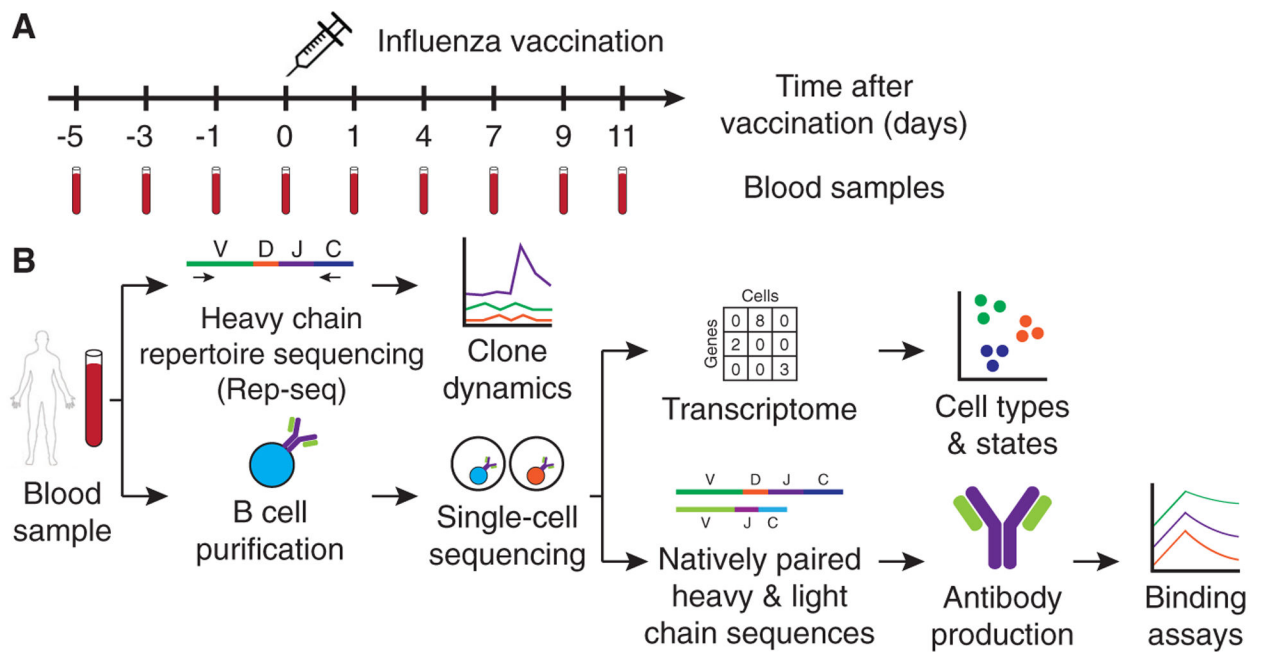 A
Influenza vaccination
Time after
vaccination (days)
-5 -3 -1 0 1 4 7 9 11
Blood samples
B
V D J C
Heavy chain
repertoire sequencing
(Rep-seq)
Clone
dynamics
Blood
sample
B cell
purification
Single-cell
sequencing
Cells
Genes
0 8 0
2 0 0
0 0 3
Transcriptome
Cell types
& states
V D J C
V J C
Natively paired
heavy & light
chain sequences
Antibody
production
Binding
assays